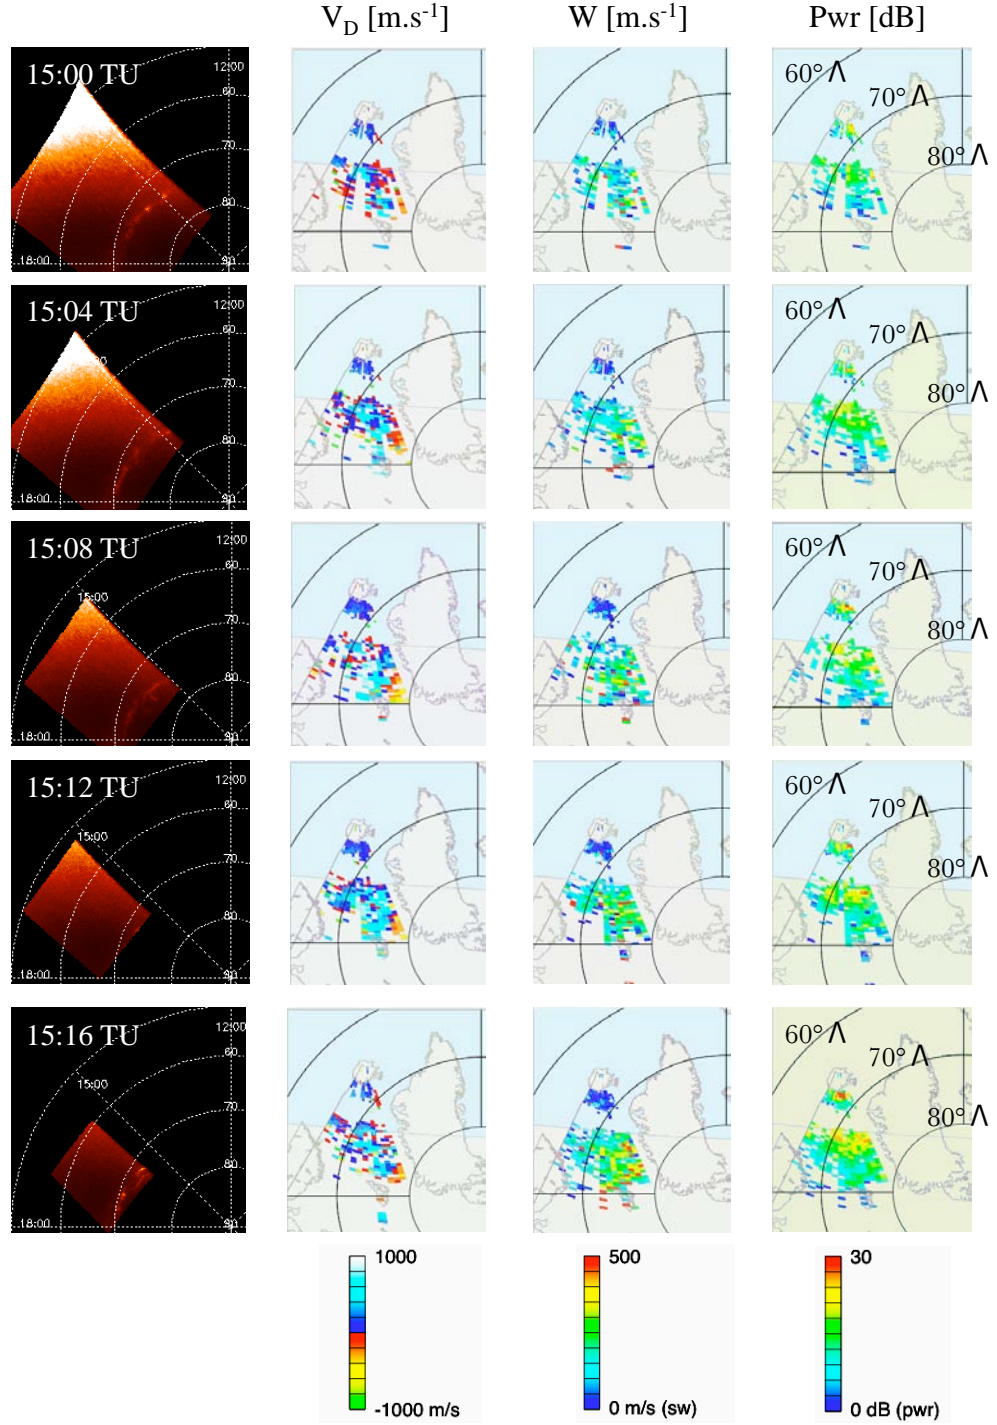 V_D [m.s⁻¹] W [m.s⁻¹] Pwr [dB]
15:00 TU 12:00 60 70 80 90 18:00 60° Λ 70° Λ 80° Λ
15:04 TU 12:00 60 70 80 18:00 60° Λ 70° Λ 80° Λ
15:08 TU 12:00 60 15:00 70 80 18:00 60° Λ 70° Λ 80° Λ
15:12 TU 12:00 60 15:00 70 80 18:00 60° Λ 70° Λ 80° Λ
15:16 TU 12:00 60 15:00 70 80 18:00 60° Λ 70° Λ 80° Λ
1000 500 30
-1000 m/s 0 m/s (sw) 0 dB (pwr)